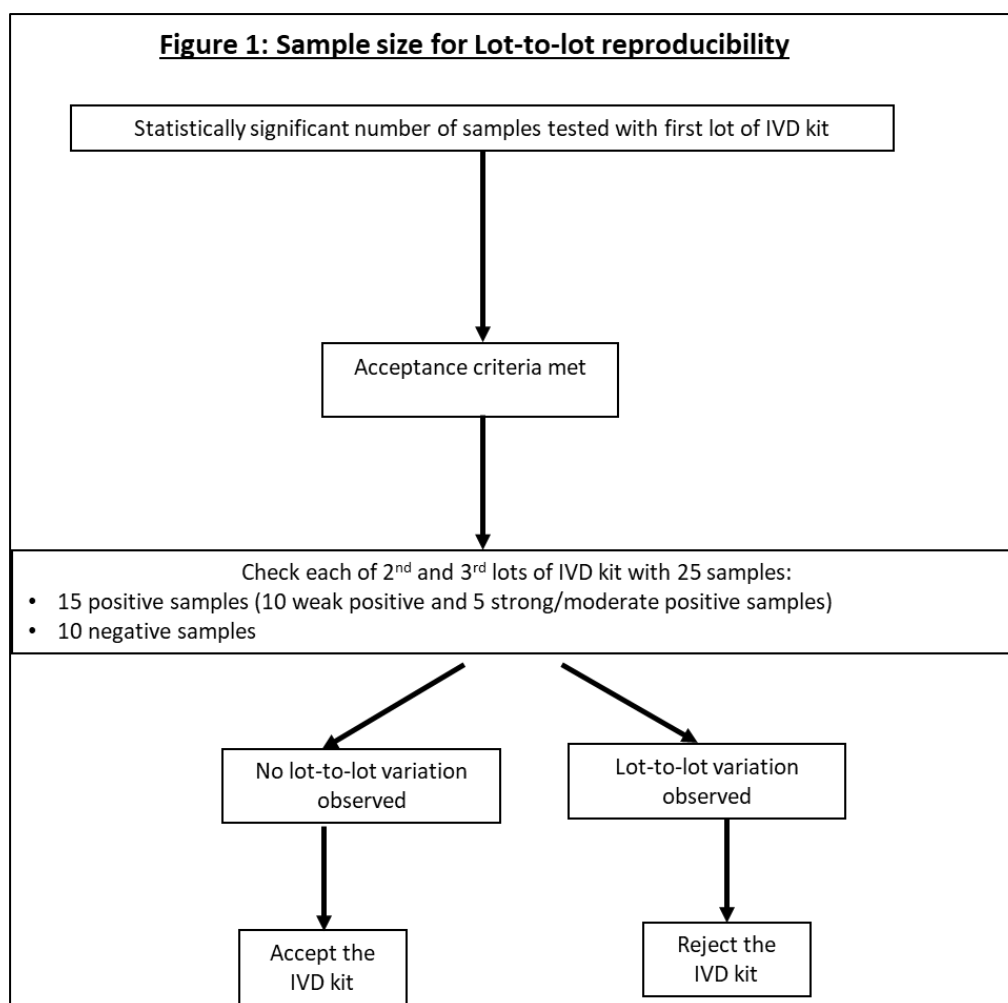 Figure 1: Sample size for Lot-to-lot reproducibility
Statistically significant number of samples tested with first lot of IVD kit
Acceptance criteria met
Check each of 2nd and 3rd lots of IVD kit with 25 samples:
• 15 positive samples (10 weak positive and 5 strong/moderate positive samples)
• 10 negative samples
No lot-to-lot variation
observed
Lot-to-lot variation
observed
Accept the
IVD kit
Reject the
IVD kit